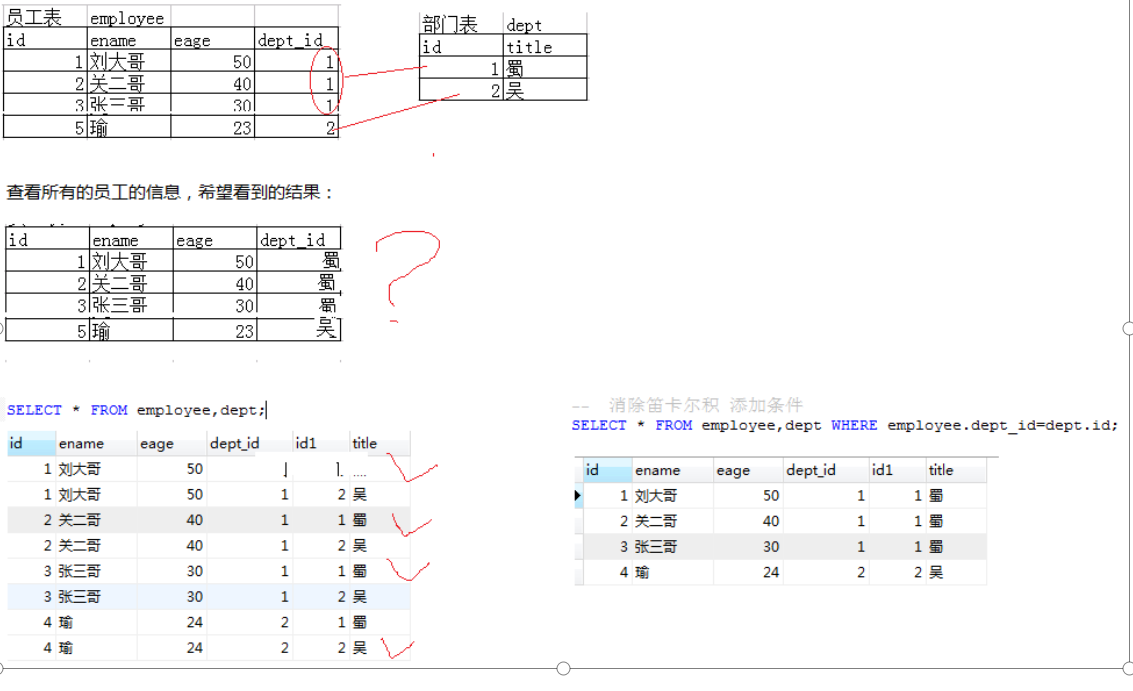 员工表 employee
id ename eage dept_id
1 刘大哥 50 1
2 关二哥 40 1
3 张三哥 30 1
5 瑜 23 2
部门表 dept
id title
1 蜀
2 吴
查看所有的员工的信息，希望看到的结果：
id ename eage dept_id
1 刘大哥 50 蜀
2 关二哥 40 蜀
3 张三哥 30 蜀
5 瑜 23 吴
?
SELECT * FROM employee,dept;
id ename eage dept_id id1 title
1 刘大哥 50 1 1
1 刘大哥 50 1 2 吴
2 关二哥 40 1 1 蜀
2 关二哥 40 1 2 吴
3 张三哥 30 1 1 蜀
3 张三哥 30 1 2 吴
4 瑜 24 2 1 蜀
4 瑜 24 2 2 吴
-- 消除笛卡尔积 添加条件
SELECT * FROM employee,dept WHERE employee.dept_id=dept.id;
id ename eage dept_id id1 title
1 刘大哥 50 1 1 蜀
2 关二哥 40 1 1 蜀
3 张三哥 30 1 1 蜀
4 瑜 24 2 2 吴